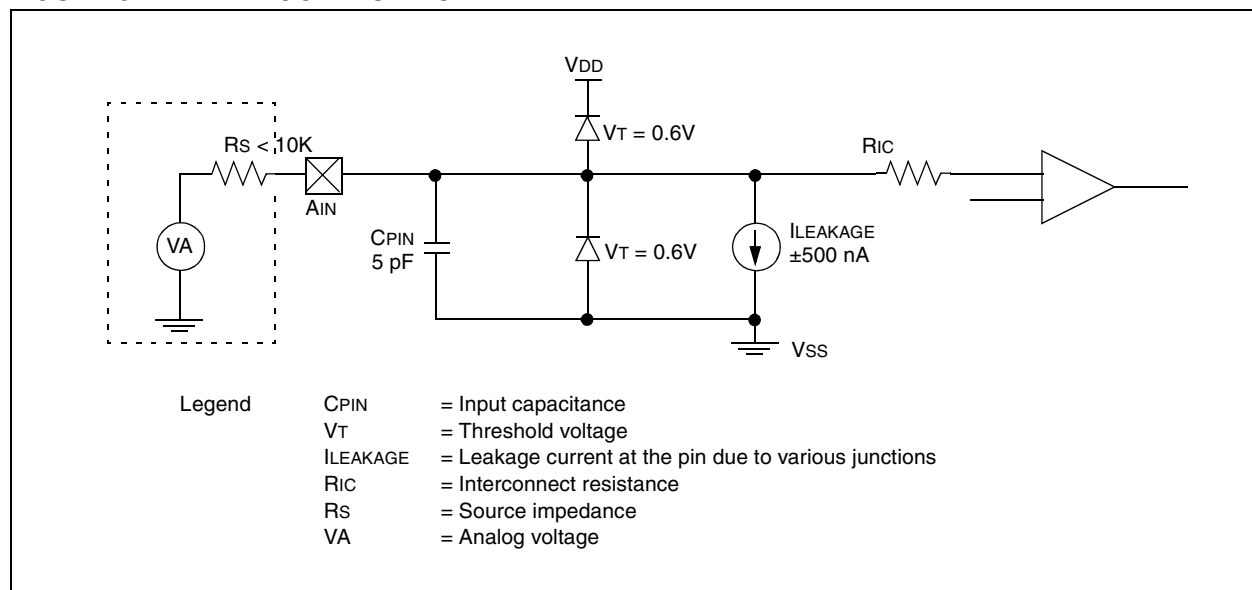 VDD
VT = 0.6V
RS < 10K
RIC
AIN
CPIN
5 pF
VA
VT = 0.6V
ILEAKAGE
±500 nA
VSS
Legend
CPIN = Input capacitance
VT = Threshold voltage
ILEAKAGE = Leakage current at the pin due to various junctions
RIC = Interconnect resistance
RS = Source impedance
VA = Analog voltage